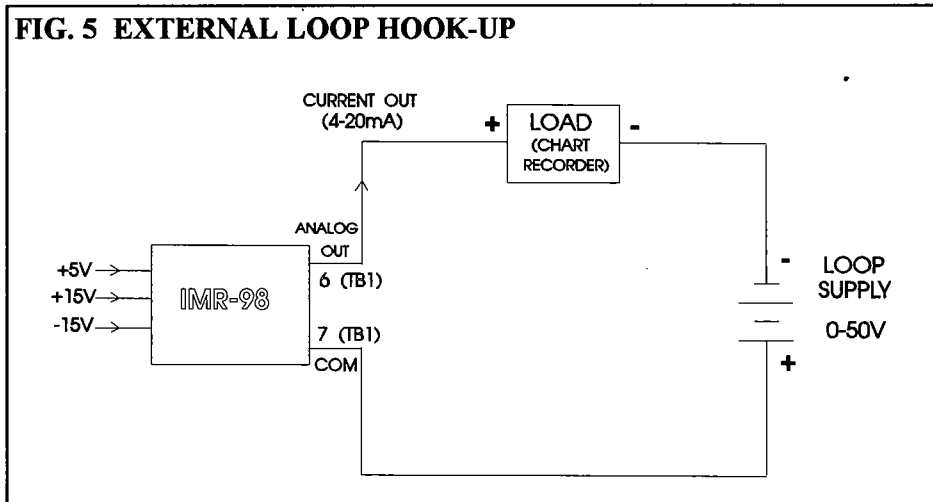 FIG. 5 EXTERNAL LOOP HOOK-UP
CURRENT OUT
(4-20mA)
+
LOAD
(CHART
RECORDER)
-
ANALOG
OUT
6 (TB1)
+5V
+15V
-15V
IMR-98
7 (TB1)
COM
-
LOOP
SUPPLY
0-50V
+